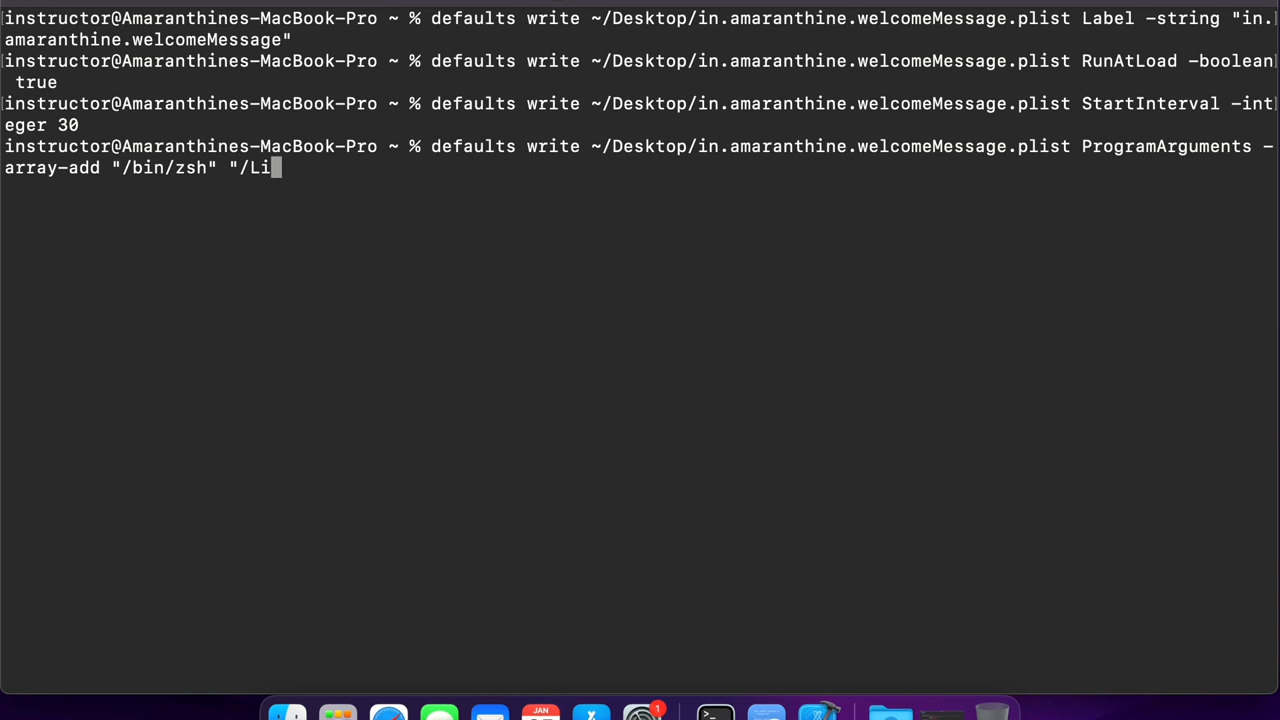 [instructor@Amaranthines-MacBook-Pro ~ % defaults write ~/Desktop/in.amaranthine.welcomeMessage.plist Label -string "in.]
amaranthine.welcomeMessage"
[instructor@Amaranthines-MacBook-Pro ~ % defaults write ~/Desktop/in.amaranthine.welcomeMessage.plist RunAtLoad -boolean]
true
[instructor@Amaranthines-MacBook-Pro ~ % defaults write ~/Desktop/in.amaranthine.welcomeMessage.plist StartInterval -int]
eger 30
instructor@Amaranthines-MacBook-Pro ~ % defaults write ~/Desktop/in.amaranthine.welcomeMessage.plist ProgramArguments -
array-add "/bin/zsh" "/Li
JAN
1